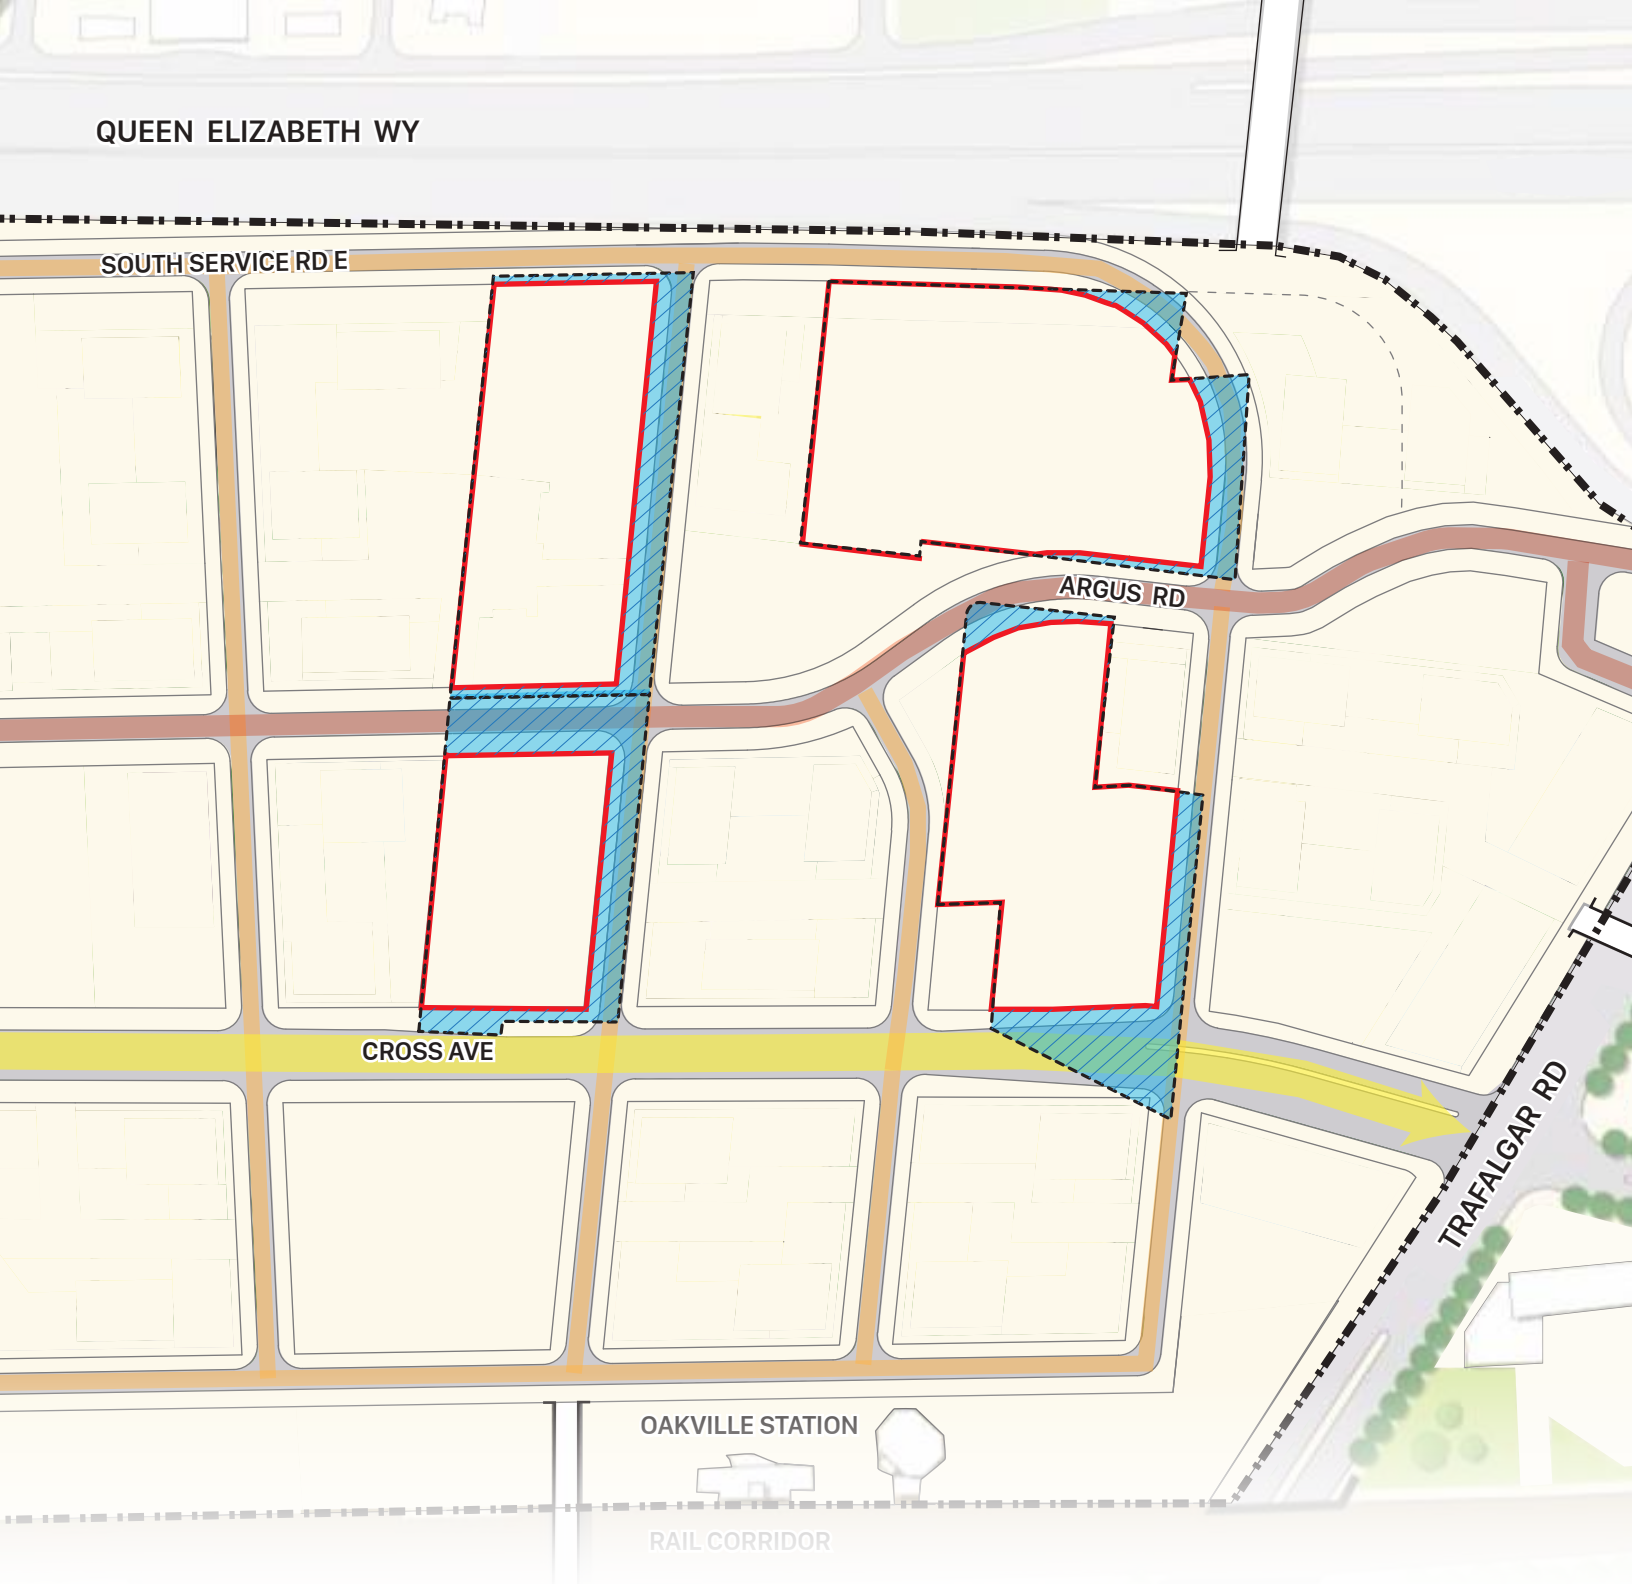 QUEEN ELIZABETH WY
SOUTH SERVICE RD E
ARGUS RD
CROSS AVE
TRAFALGAR RD
OAKVILLE STATION
RAIL CORRIDOR